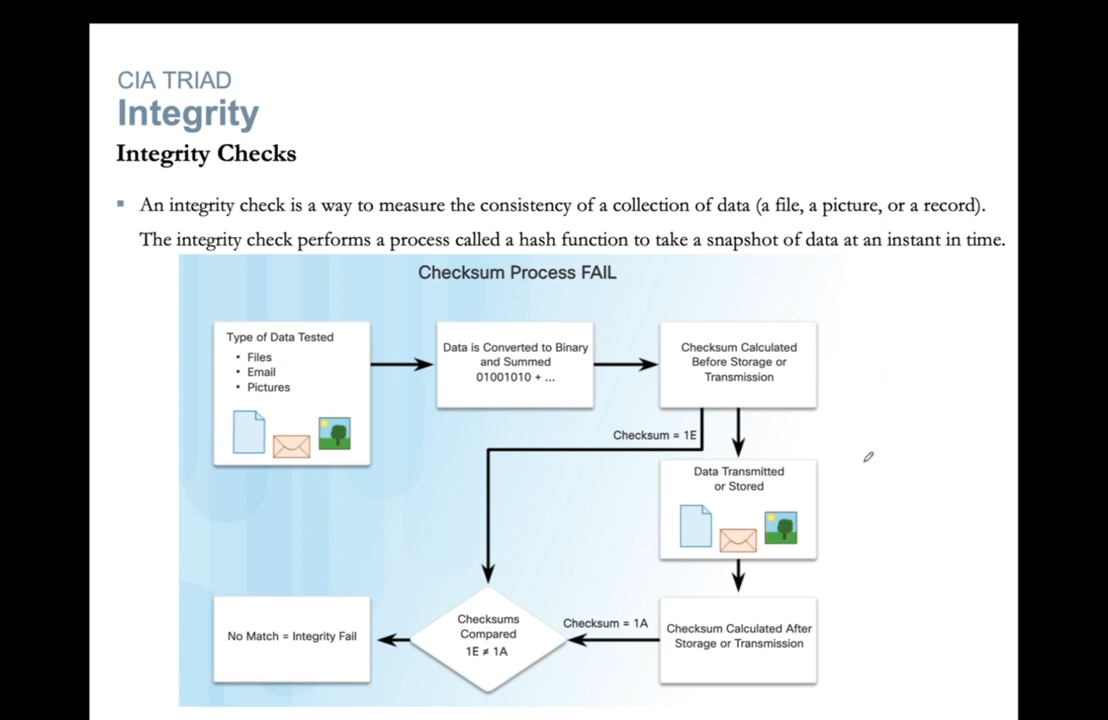 CIA TRIAD
Integrity
Integrity Checks
▪ An integrity check is a way to measure the consistency of a collection of data (a file, a picture, or a record).
The integrity check performs a process called a hash function to take a snapshot of data at an instant in time.
Checksum Process FAIL
Type of Data Tested
• Files
• Email
• Pictures
Data is Converted to Binary
and Summed
01001010 + ...
Checksum Calculated
Before Storage or
Transmission
Checksum = 1E
Data Transmitted
or Stored
Checksum Calculated After
Storage or Transmission
Checksum = 1A
Checksums
Compared
1E ≠ 1A
No Match = Integrity Fail